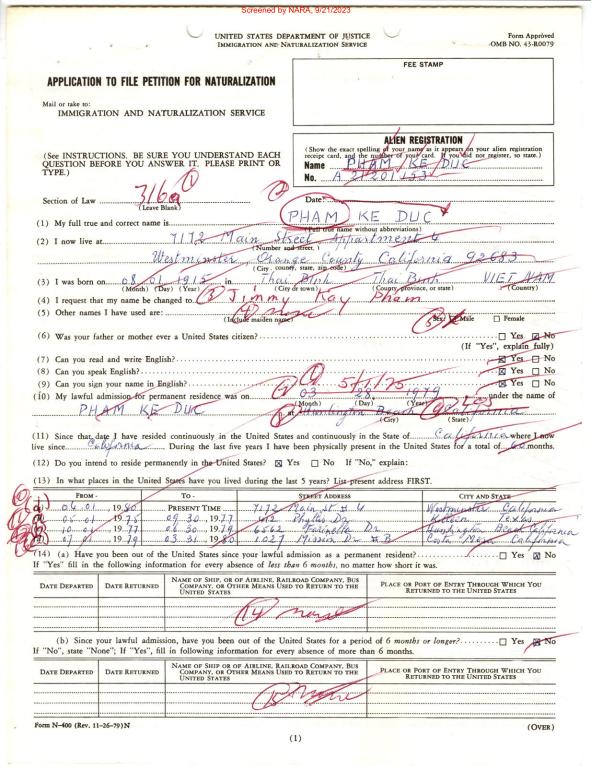 Screened by NARA, 9/21/2023
UNITED STATES DEPARTMENT OF JUSTICE
IMMIGRATION AND NATURALIZATION SERVICE
Form Approved
OMB NO. 43-R0079
APPLICATION TO FILE PETITION FOR NATURALIZATION
FEE STAMP
Mail or take to:
IMMIGRATION AND NATURALIZATION SERVICE
(See INSTRUCTIONS. BE SURE YOU UNDERSTAND EACH QUESTION BEFORE YOU ANSWER IT. PLEASE PRINT OR TYPE.)
ALIEN REGISTRATION
(Show the exact spelling of your name as it appears on your alien registration receipt card, and the number of your card. If you did not register, so state.)
Name PHAM KE DUC
No. A 21 201 153
Section of Law 316a
(Leave Blank)
Date:
(1) My full true and correct name is PHAM KE DUC
(Full true name without abbreviations)
(2) I now live at 7172 Main Street Appartment 4
(Number and street,)
Westminster, Orange County California 92683
(City, county, state, zip code)
(3) I was born on 08 01 1915 in Thai Binh Thai Binh VIET NAM
(Month) (Day) (Year) (City or town) (County, province, or state) (Country)
(4) I request that my name be changed to Jimmy Kay Pham
(5) Other names I have used are: None
(Include maiden name)
Sex: Male Female
(6) Was your father or mother ever a United States citizen? Yes No
(If "Yes", explain fully)
(7) Can you read and write English? Yes No
(8) Can you speak English? Yes No
(9) Can you sign your name in English? Yes No
5/1/75
(10) My lawful admission for permanent residence was on 03 28 1979 under the name of
(Month) (Day) (Year)
PHAM KE DUC at Huntington Beach California
(City) (State)
(11) Since that date I have resided continuously in the United States and continuously in the State of California where I now
live since California. During the last five years I have been physically present in the United States for a total of 60 months.
(12) Do you intend to reside permanently in the United States? Yes No If "No," explain:
(13) In what places in the United States have you lived during the last 5 years? List present address FIRST.
FROM - TO - STREET ADDRESS CITY AND STATE
04 01, 1980 PRESENT TIME 7172 Main St # 4 Westminster California
05 01, 1975 09 30, 1977 Phyllis Dr Killeen Texas
10 01, 1977 06 30, 1979 6562 Farinella Dr Huntington Beach California
07 01, 1979 03 31, 1980 1027 Mission Dr # B Costa Mesa California
(14) (a) Have you been out of the United States since your lawful admission as a permanent resident? Yes No
If "Yes" fill in the following information for every absence of less than 6 months, no matter how short it was.
DATE DEPARTED DATE RETURNED NAME OF SHIP, OR OF AIRLINE, RAILROAD COMPANY, BUS COMPANY, OR OTHER MEANS USED TO RETURN TO THE UNITED STATES PLACE OR PORT OF ENTRY THROUGH WHICH YOU RETURNED TO THE UNITED STATES
14 none
(b) Since your lawful admission, have you been out of the United States for a period of 6 months or longer? Yes No
If "No", state "None"; If "Yes", fill in following information for every absence of more than 6 months.
DATE DEPARTED DATE RETURNED NAME OF SHIP, OR OF AIRLINE, RAILROAD COMPANY, BUS COMPANY, OR OTHER MEANS USED TO RETURN TO THE UNITED STATES PLACE OR PORT OF ENTRY THROUGH WHICH YOU RETURNED TO THE UNITED STATES
None
Form N-400 (Rev. 11-26-79)N
(OVER)
(1)